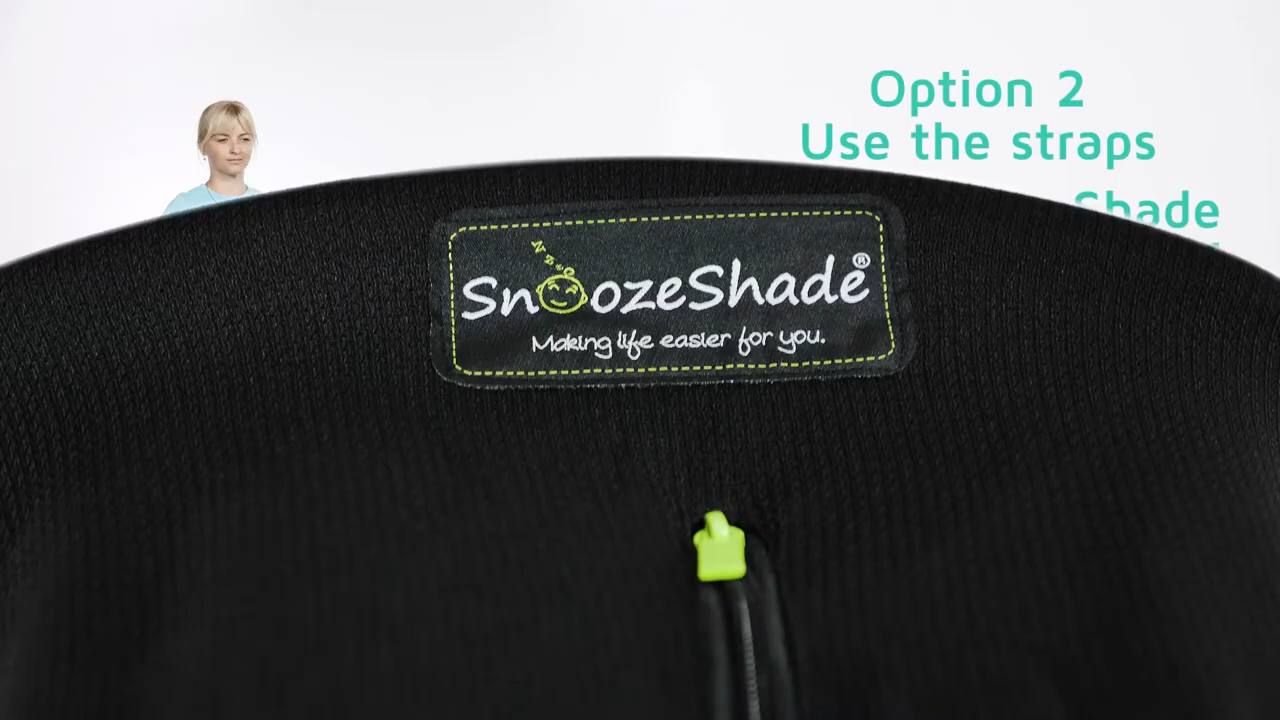 Option 2
Use the straps
Shade
SnoozeShade®
Making life easier for you.